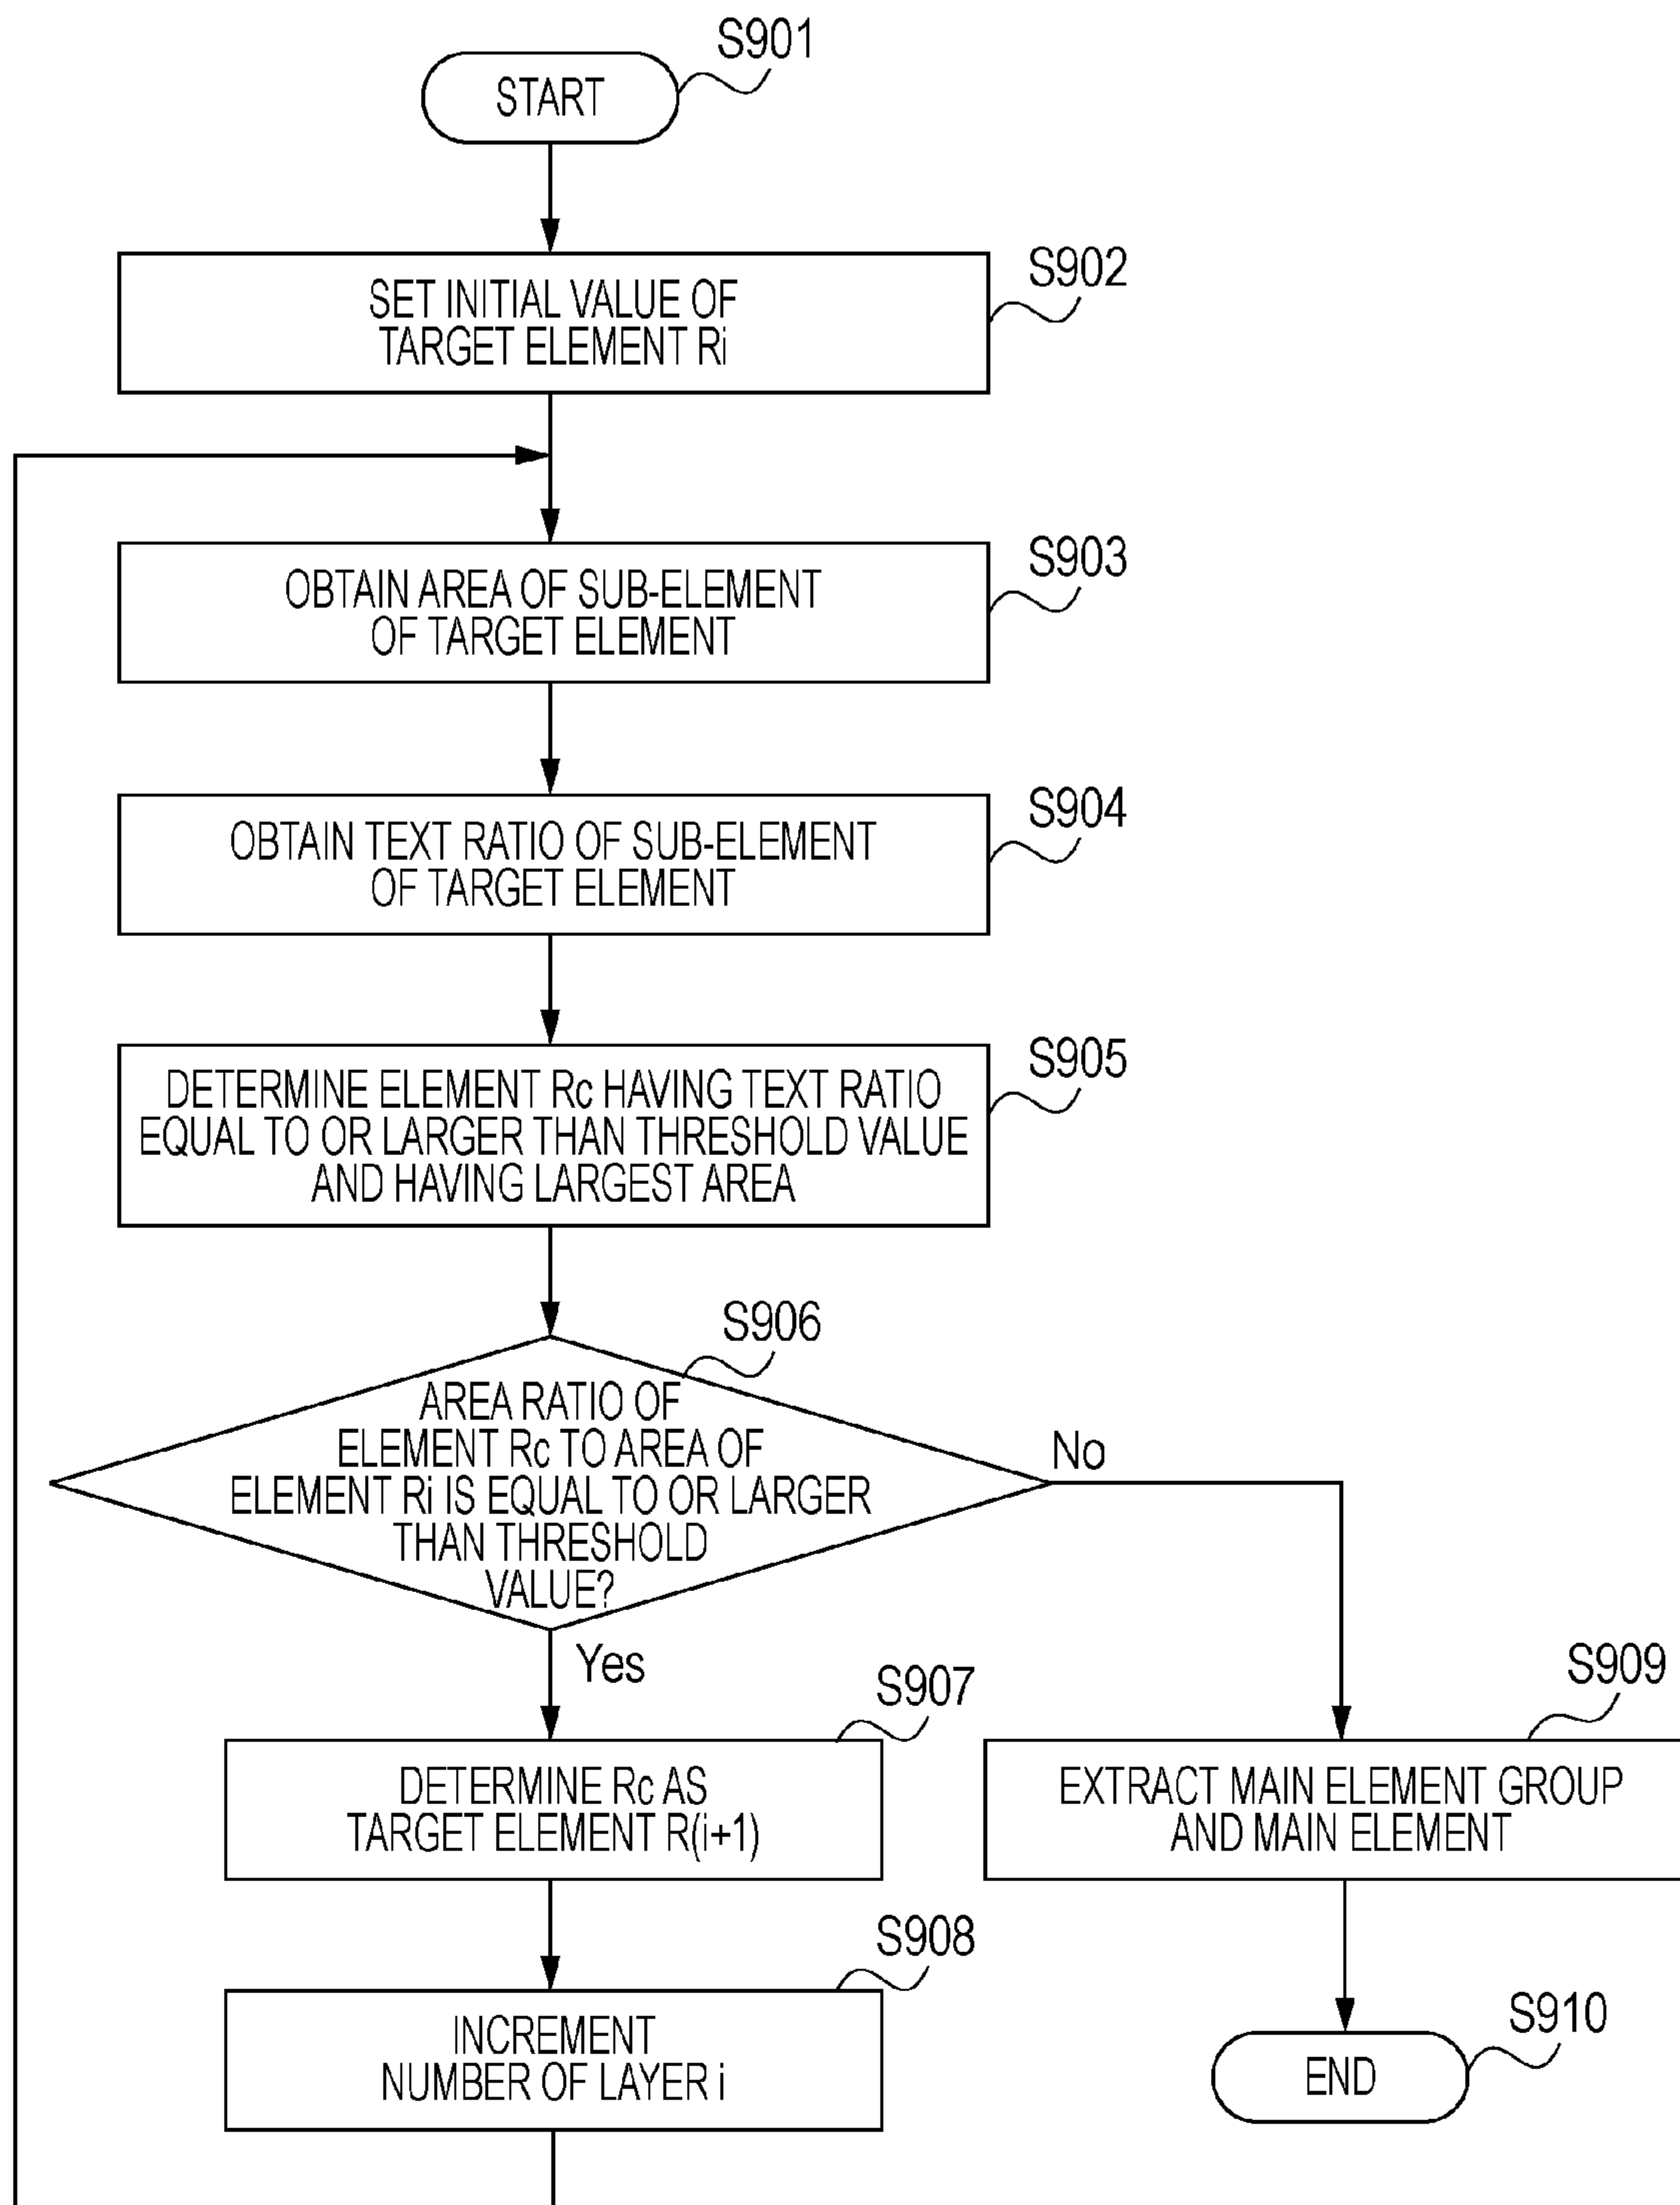 S901
START
S902
SET INITIAL VALUE OF
TARGET ELEMENT Ri
S903
OBTAIN AREA OF SUB-ELEMENT
OF TARGET ELEMENT
S904
OBTAIN TEXT RATIO OF SUB-ELEMENT
OF TARGET ELEMENT
S905
DETERMINE ELEMENT Rc HAVING TEXT RATIO
EQUAL TO OR LARGER THAN THRESHOLD VALUE
AND HAVING LARGEST AREA
S906
AREA RATIO OF
ELEMENT Rc TO AREA OF
ELEMENT Ri IS EQUAL TO OR LARGER
THAN THRESHOLD
VALUE?
No
Yes
S907
DETERMINE Rc AS
TARGET ELEMENT R(i+1)
S909
EXTRACT MAIN ELEMENT GROUP
AND MAIN ELEMENT
S908
INCREMENT
NUMBER OF LAYER i
S910
END